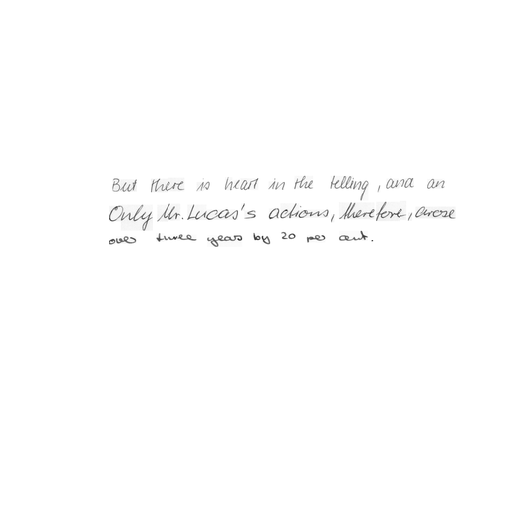 But there is heart in the telling, and an
Only Mr. Lucas's actions, therefore, arose
over three years by 20 per cent.